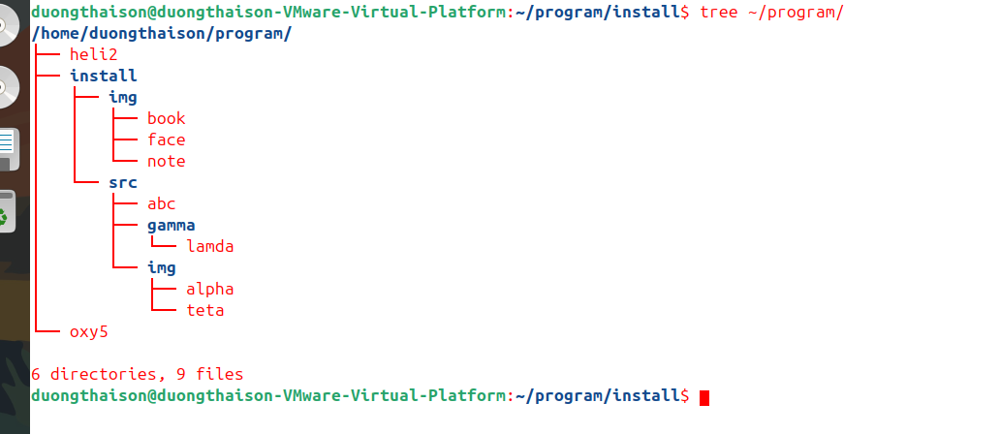 duongthaison@duongthaison-VMware-Virtual-Platform:~/program/install$ tree ~/program/
/home/duongthaison/program/
├── heli2
├── install
│   ├── img
│   │   ├── book
│   │   ├── face
│   │   └── note
│   └── src
│       ├── abc
│       ├── gamma
│       │   └── lamda
│       └── img
│           ├── alpha
│           └── teta
└── oxy5
6 directories, 9 files
duongthaison@duongthaison-VMware-Virtual-Platform:~/program/install$